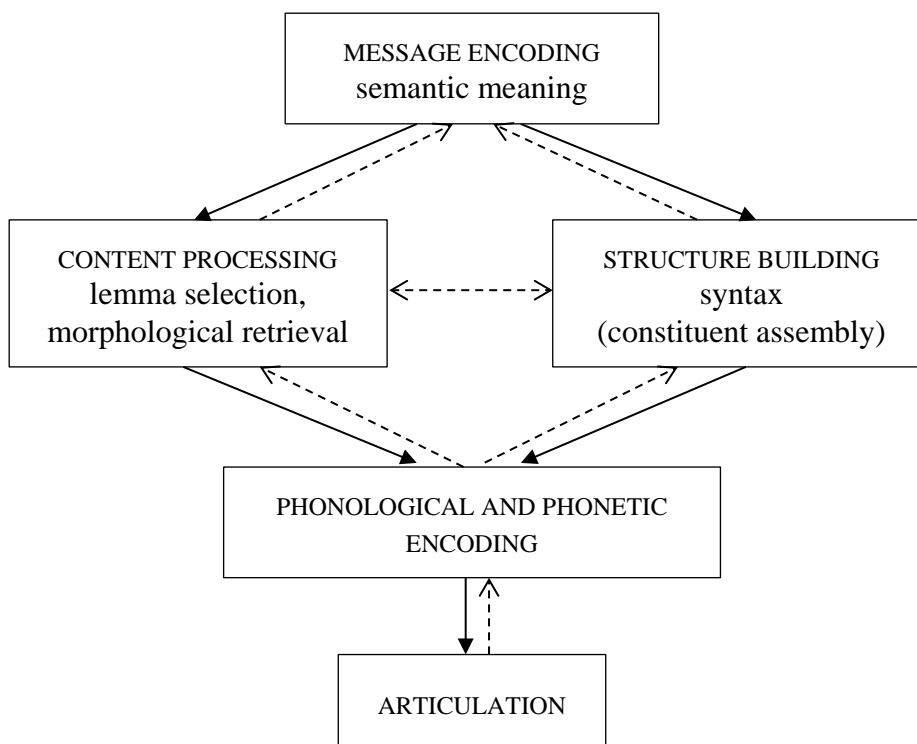 MESSAGE ENCODING
semantic meaning
CONTENT PROCESSING
lemma selection,
morphological retrieval
STRUCTURE BUILDING
syntax
(constituent assembly)
PHONOLOGICAL AND PHONETIC
ENCODING
ARTICULATION